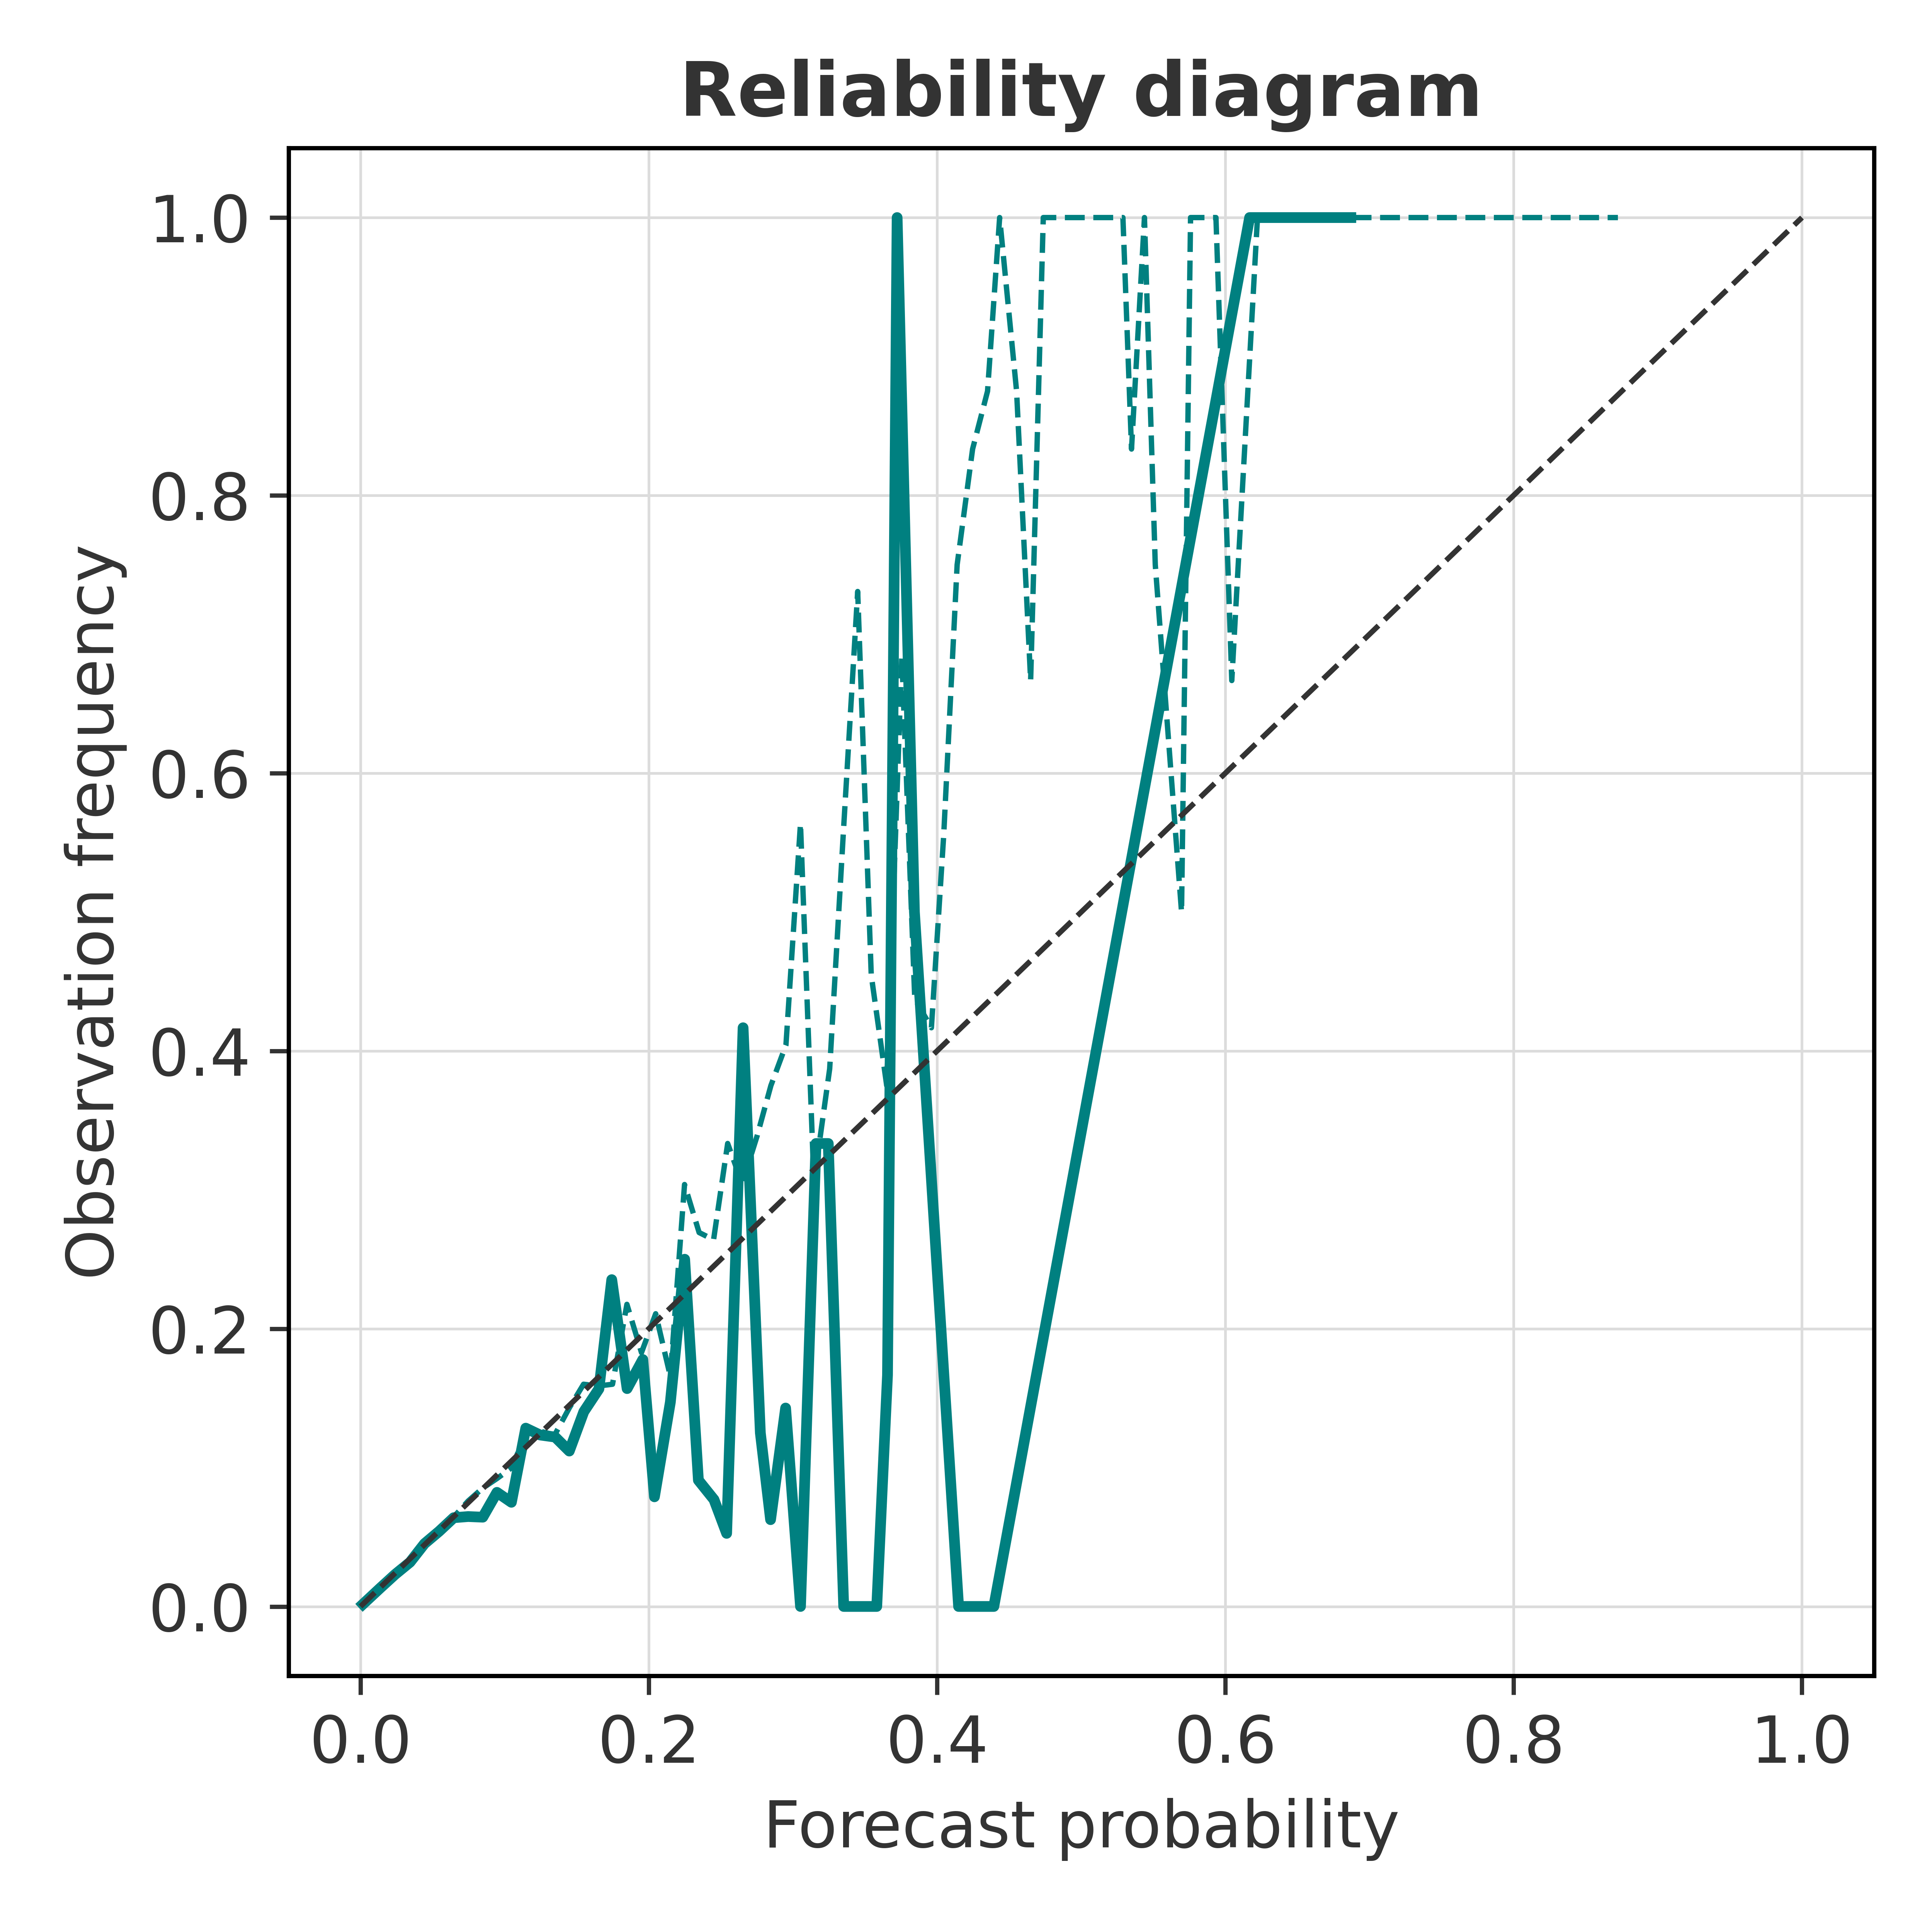 Reliability diagram
1.0
0.8
0.6
0.4
0.2
0.0
Observation frequency
0.0 0.2 0.4 0.6 0.8 1.0
Forecast probability